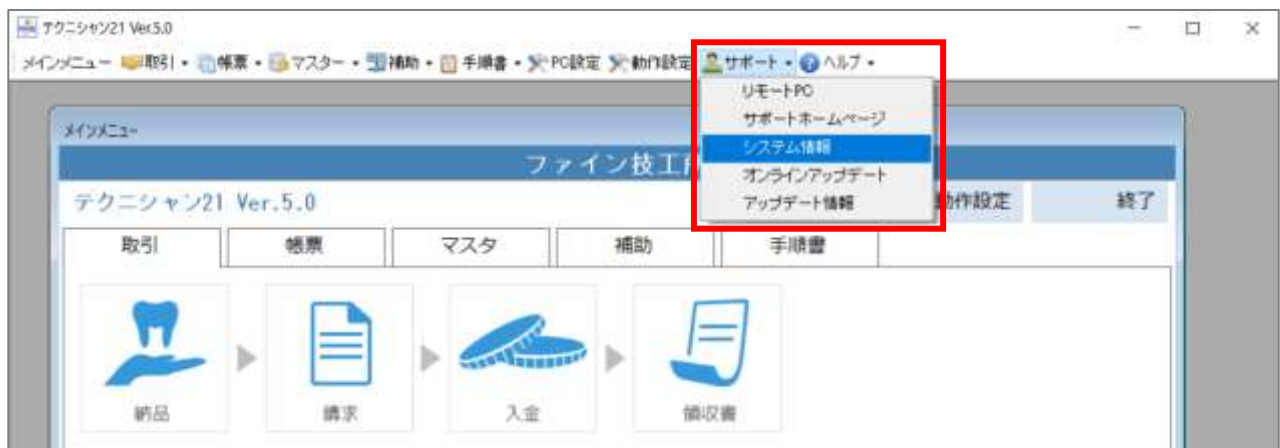 テクニシャン21 Ver.5.0
メインメニュー 取引 帳票 マスター 補助 手順書 PC設定 動作設定 サポート ヘルプ
リモートPC
サポートホームページ
システム情報
オンラインアップデート
アップデート情報
メインメニュー
ファイン技工
テクニシャン21 Ver.5.0 動作設定 終了
取引 帳票 マスタ 補助 手順書
納品 請求 入金 領収書